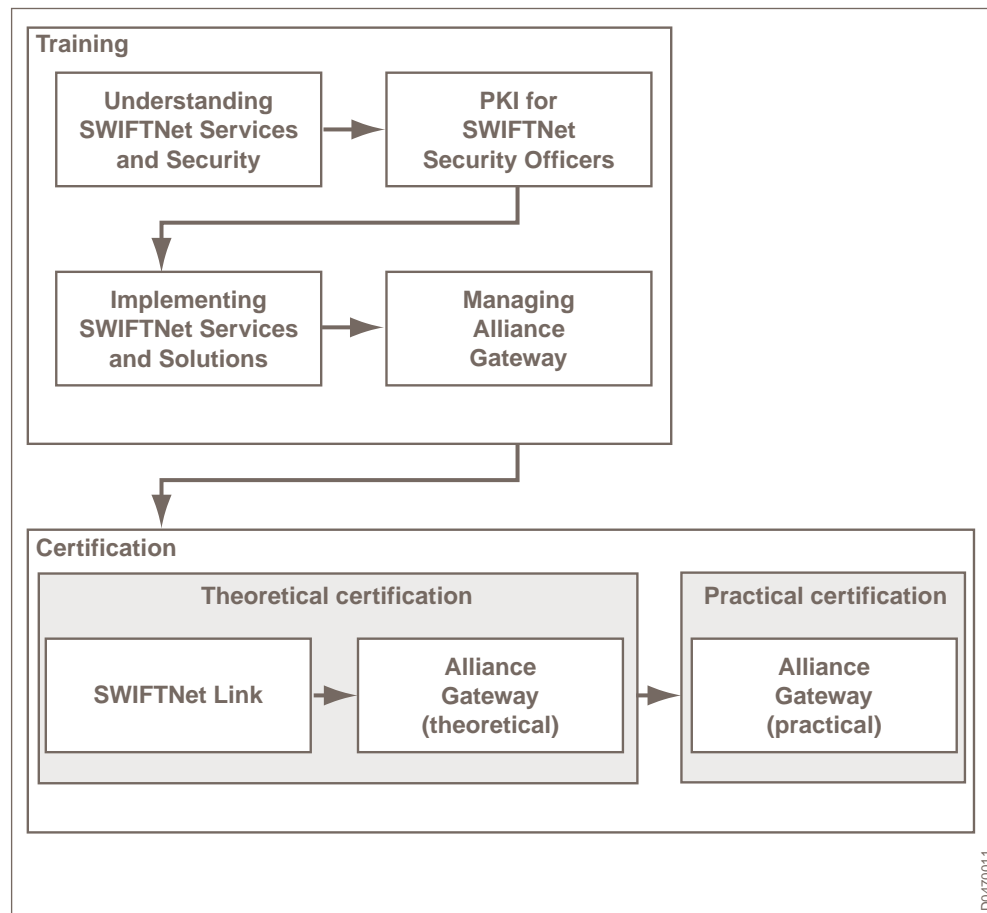 Training
Understanding
SWIFTNet Services
and Security
PKI for
SWIFTNet
Security Officers
Implementing
SWIFTNet Services
and Solutions
Managing
Alliance
Gateway
Certification
Theoretical certification
SWIFTNet Link
Alliance
Gateway
(theoretical)
Practical certification
Alliance
Gateway
(practical)
D0470011